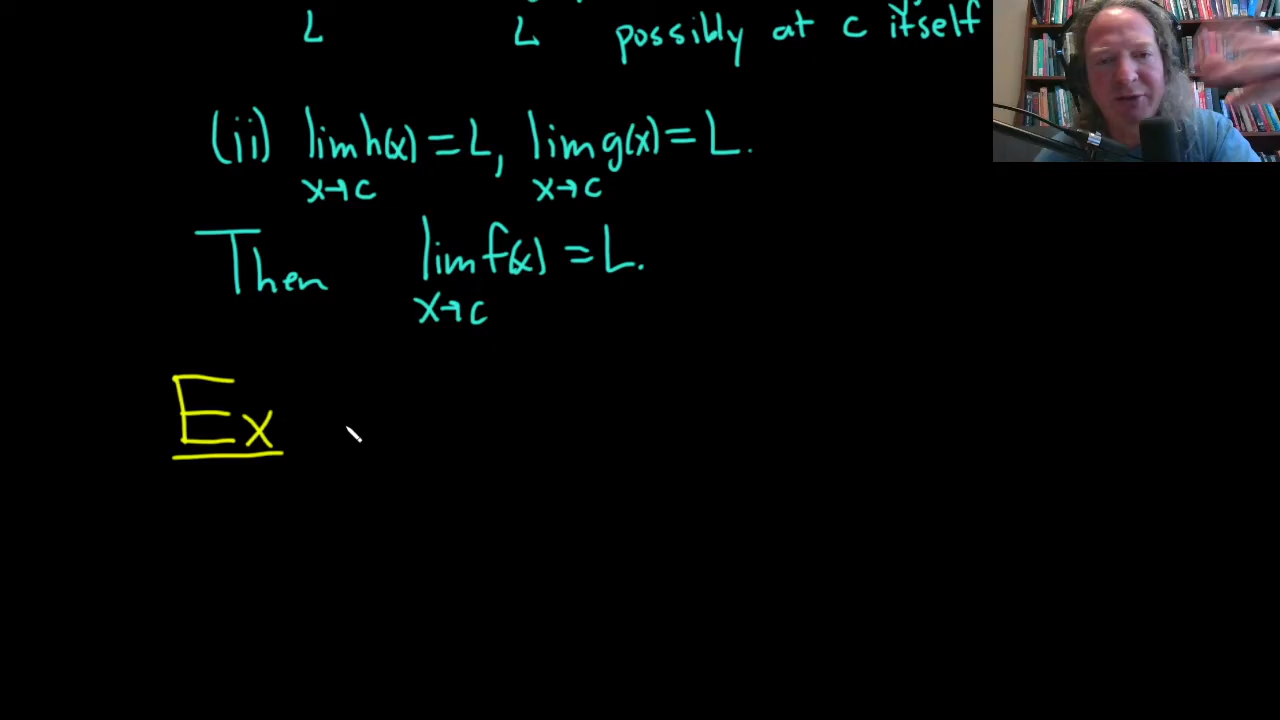 L L possibly at c itself
(ii) lim h(x) = L, lim g(x) = L.
x→c x→c
Then lim f(x) = L.
x→c
Ex